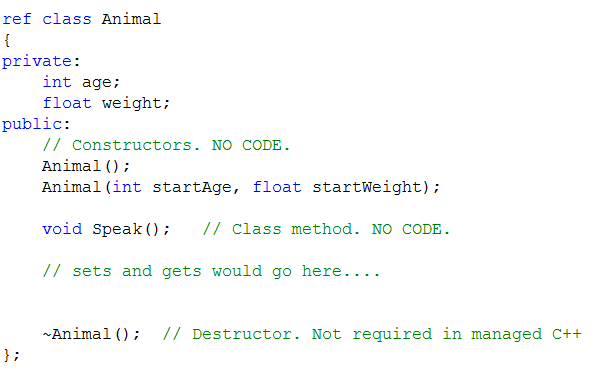 ref class Animal
{
private:
    int age;
    float weight;
public:
    // Constructors. NO CODE.
    Animal();
    Animal(int startAge, float startWeight);

    void Speak();   // Class method. NO CODE.

    // sets and gets would go here....


    ~Animal();  // Destructor. Not required in managed C++
};